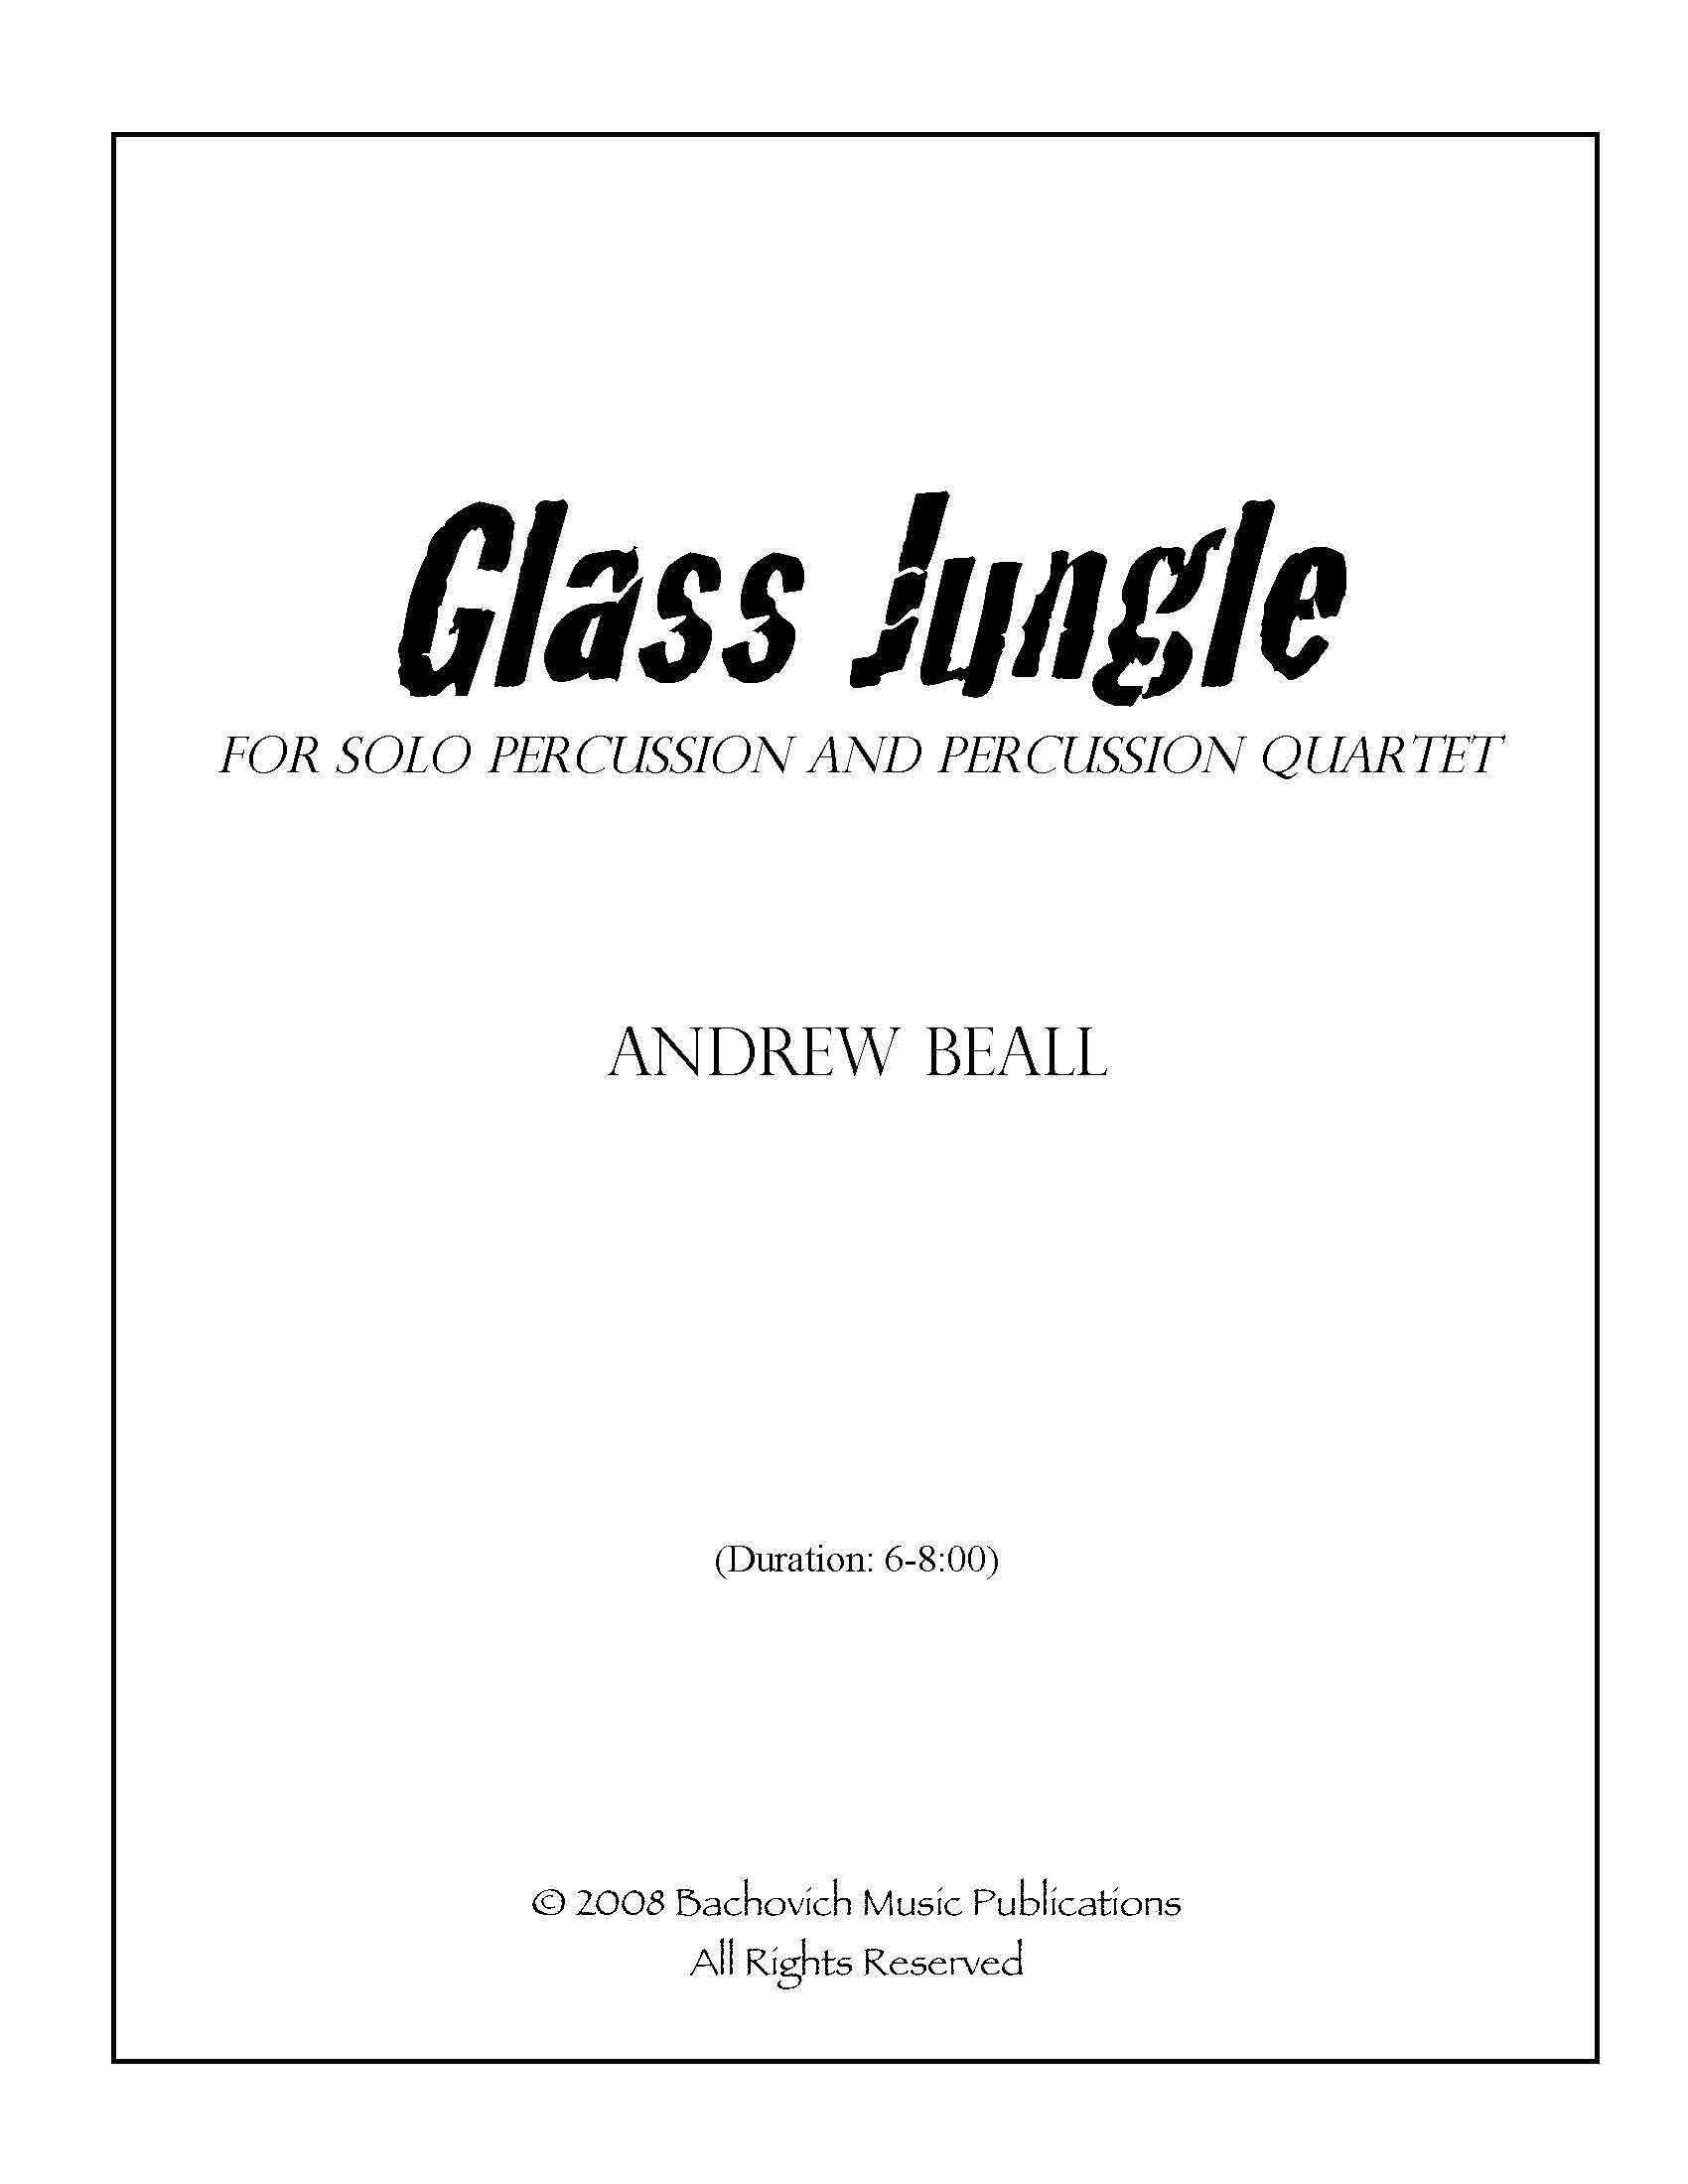 Glass Jungle
FOR SOLO PERCUSSION AND PERCUSSION QUARTET
ANDREW BEALL
(Duration: 6-8:00)
© 2008 Bachovich Music Publications
All Rights Reserved